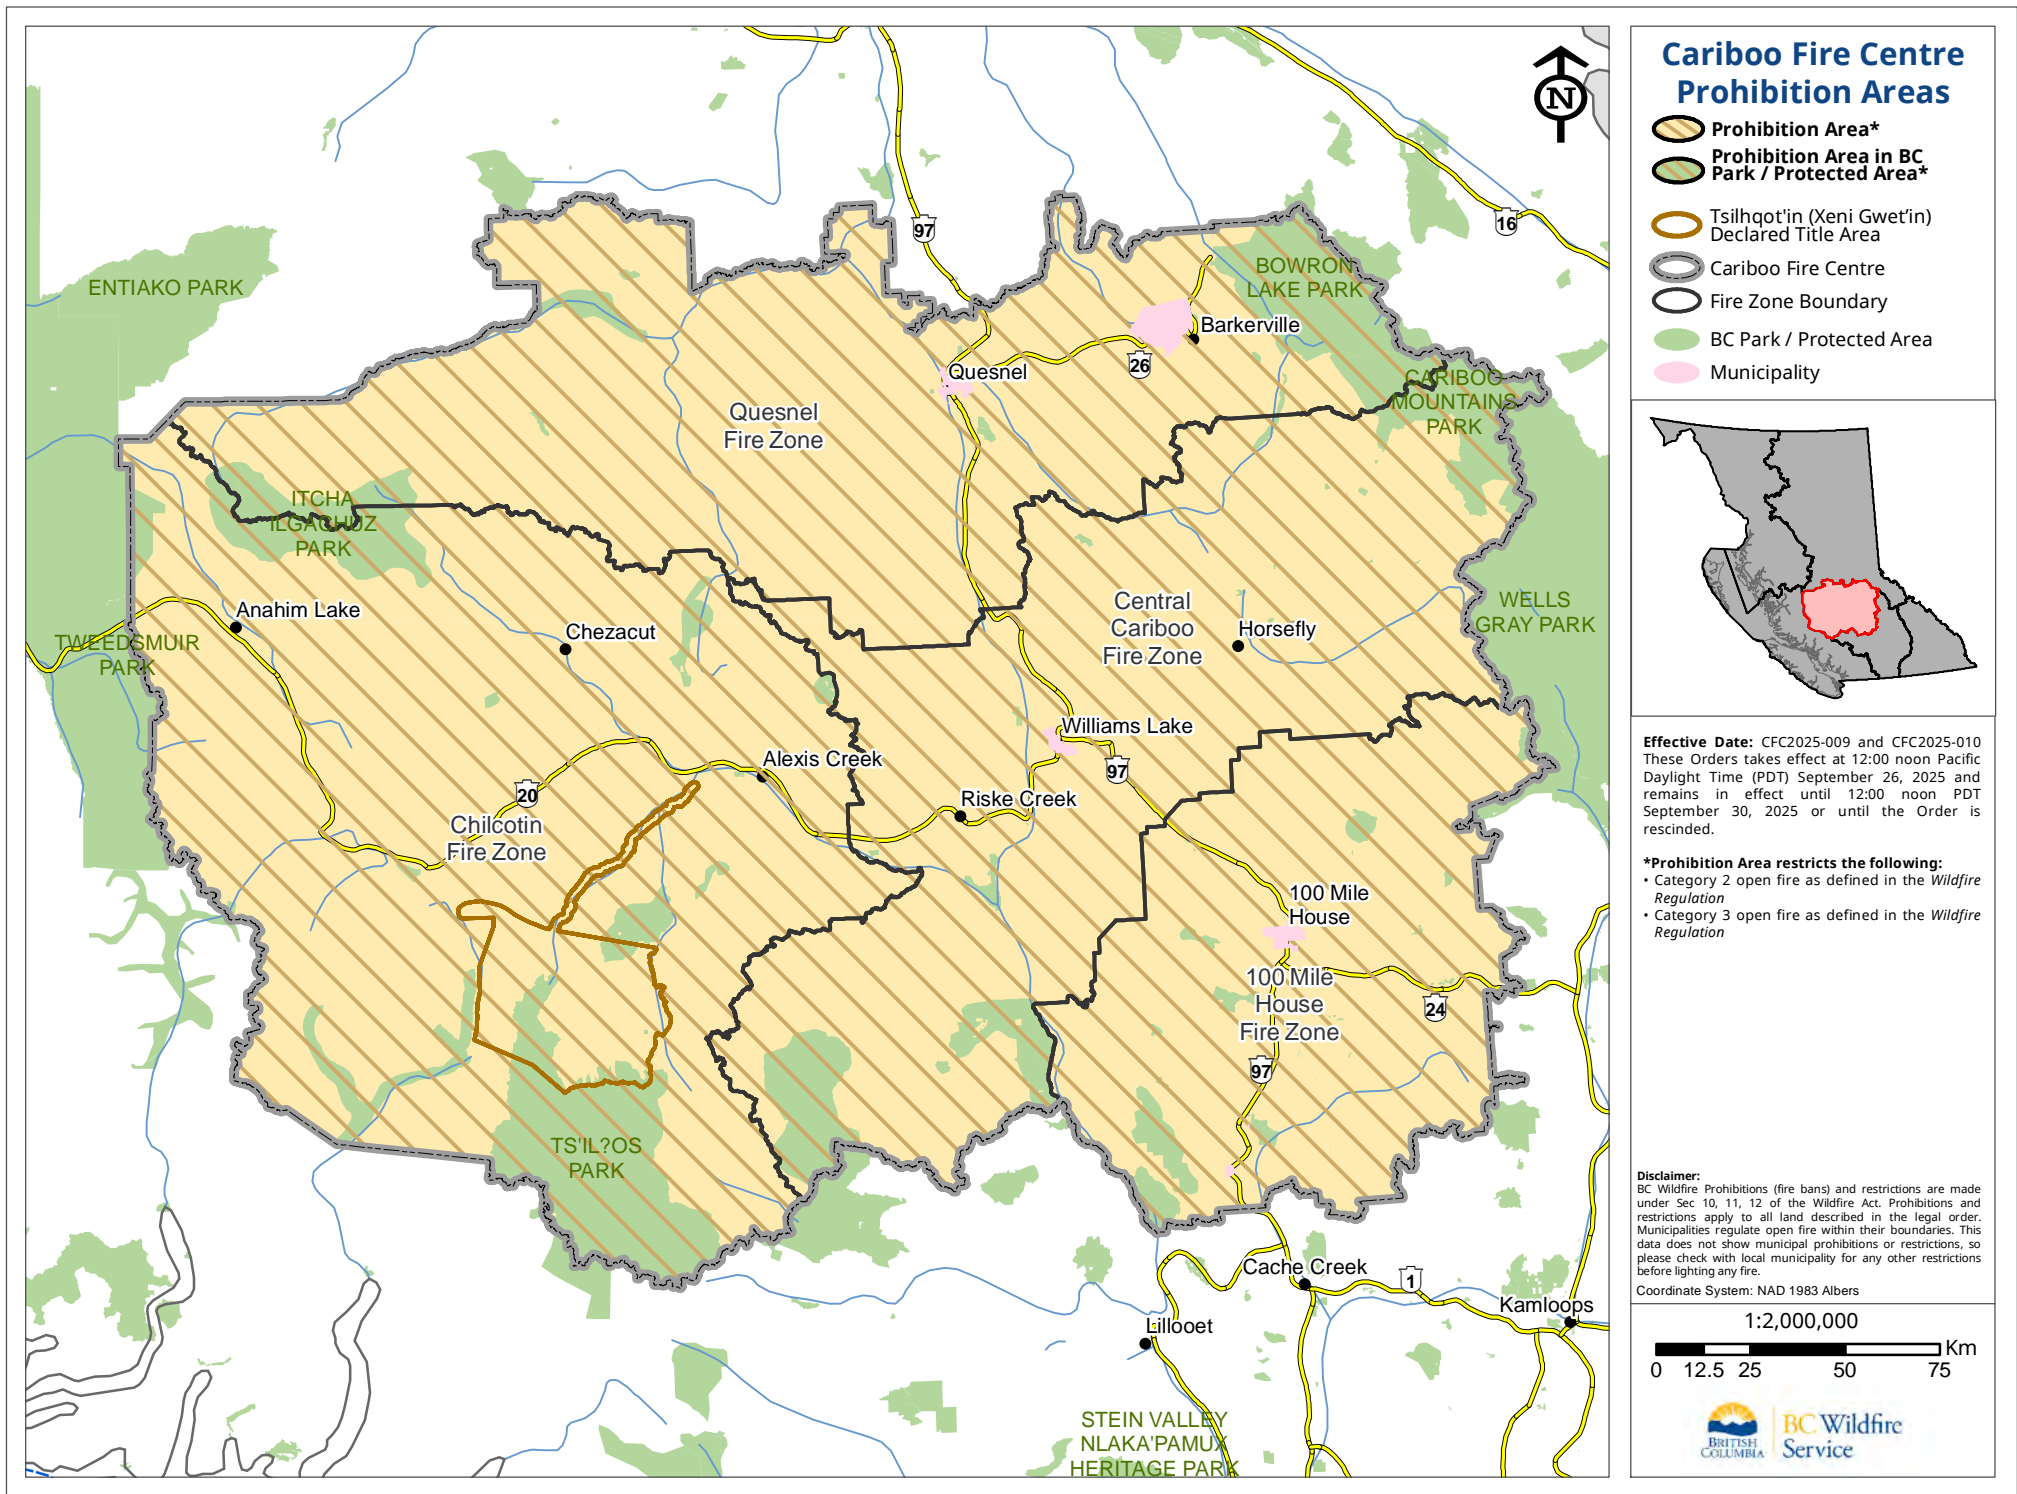 Cariboo Fire Centre
Prohibition Areas
Prohibition Area*
Prohibition Area in BC
Park / Protected Area*
Tsilhqot'in (Xeni Gwet'in)
Declared Title Area
Cariboo Fire Centre
Fire Zone Boundary
BC Park / Protected Area
Municipality
N
97
16
ENTIAKO PARK
BOWRON
LAKE PARK
Barkerville
26
Quesnel
CARIBOO
MOUNTAINS
PARK
Quesnel
Fire Zone
ITCHA
ILGACHUZ
PARK
Anahim Lake
TWEEDSMUIR
PARK
Chezacut
Central
Cariboo
Fire Zone
Horsefly
WELLS
GRAY PARK
Williams Lake
97
Alexis Creek
20
Riske Creek
Chilcotin
Fire Zone
100 Mile
House
100 Mile
House
Fire Zone
24
97
TS'IL?OS
PARK
Cache Creek
1
Kamloops
Lillooet
STEIN VALLEY
NLAKA'PAMUX
HERITAGE PARK
Effective Date: CFC2025-009 and CFC2025-010
These Orders takes effect at 12:00 noon Pacific
Daylight Time (PDT) September 26, 2025 and
remains in effect until 12:00 noon PDT
September 30, 2025 or until the Order is
rescinded.
*Prohibition Area restricts the following:
• Category 2 open fire as defined in the Wildfire
Regulation
• Category 3 open fire as defined in the Wildfire
Regulation
Disclaimer:
BC Wildfire Prohibitions (fire bans) and restrictions are made
under Sec 10, 11, 12 of the Wildfire Act. Prohibitions and
restrictions apply to all land described in the legal order.
Municipalities regulate open fire within their boundaries. This
data does not show municipal prohibitions or restrictions, so
please check with local municipality for any other restrictions
before lighting any fire.
Coordinate System: NAD 1983 Albers
1:2,000,000
Km
0 12.5 25 50 75
BRITISH
COLUMBIA
BC Wildfire
Service